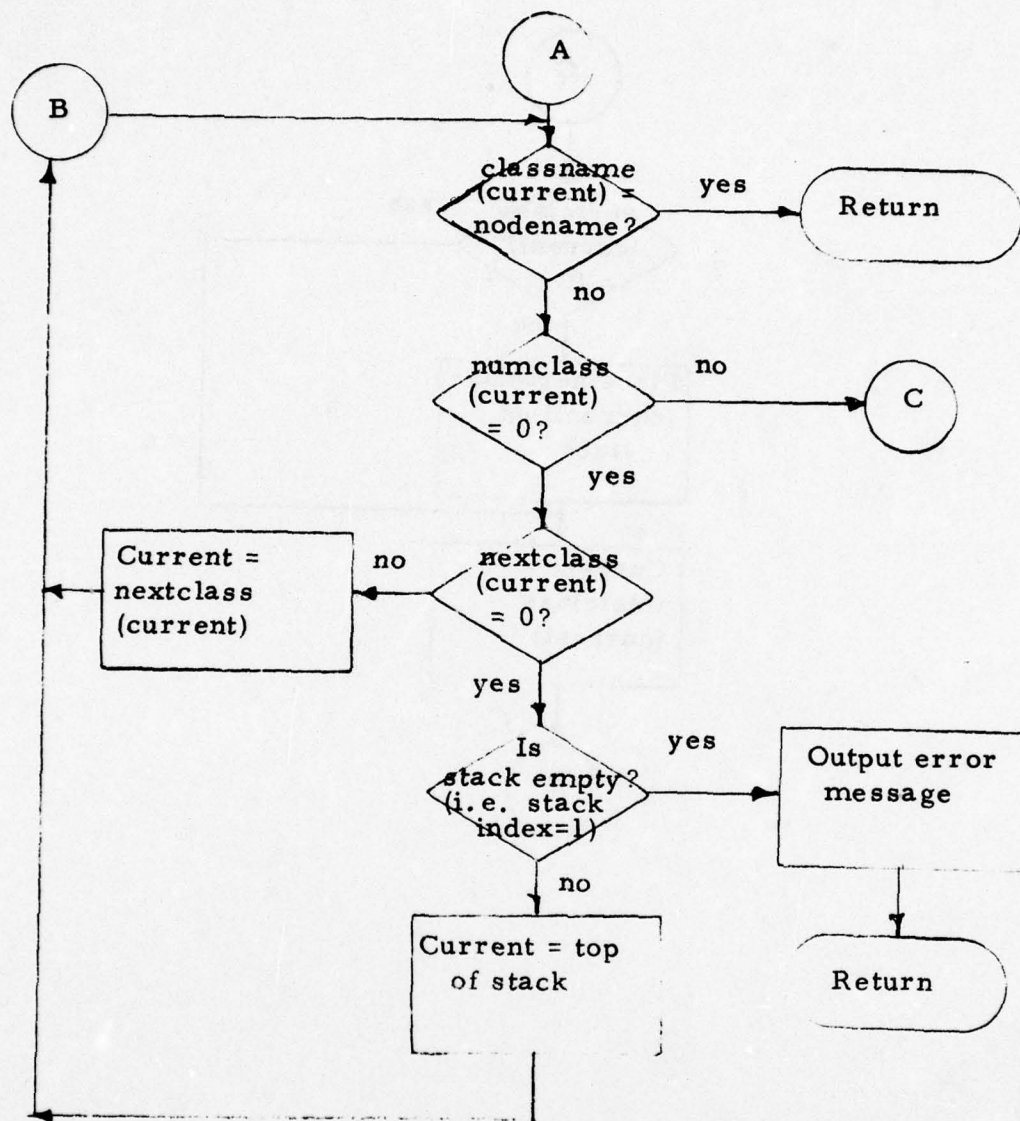 A
B
classname
(current) =
nodename?
yes
Return
no
numclass
(current)
= 0?
no
C
yes
Current =
nextclass
(current)
no
nextclass
(current)
= 0?
yes
Is
stack empty?
(i.e. stack
index=1)
yes
Output error
message
no
Current = top
of stack
Return